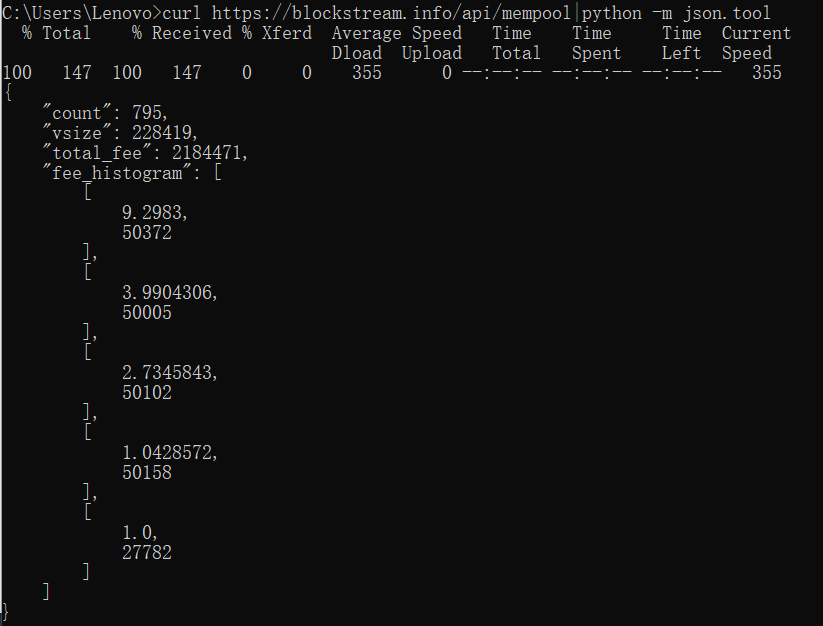 C:\Users\Lenovo>curl https://blockstream.info/api/mempool|python -m json.tool
  % Total    % Received % Xferd  Average Speed   Time    Time     Time  Current
                                 Dload  Upload   Total   Spent    Left  Speed
100   147  100   147    0     0    355      0 --:--:-- --:--:-- --:--:--   355
{
    "count": 795,
    "vsize": 228419,
    "total_fee": 2184471,
    "fee_histogram": [
        [
            9.2983,
            50372
        ],
        [
            3.9904306,
            50005
        ],
        [
            2.7345843,
            50102
        ],
        [
            1.0428572,
            50158
        ],
        [
            1.0,
            27782
        ]
    ]
}